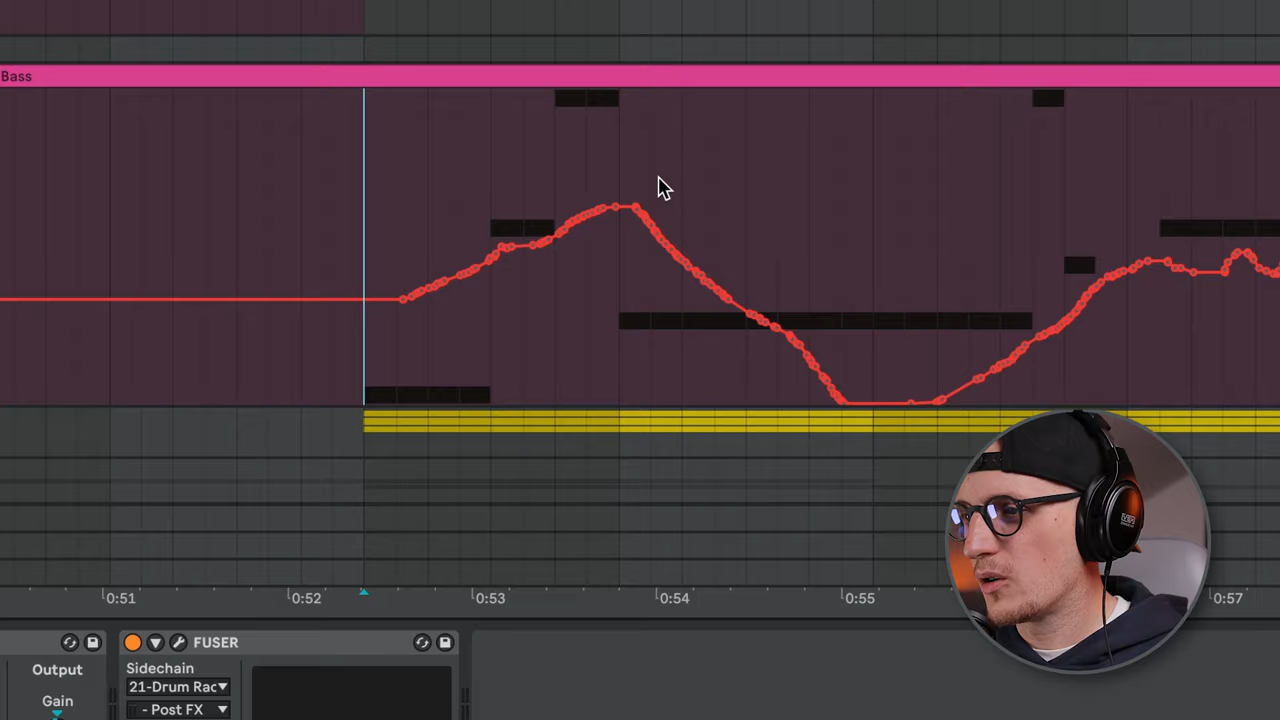 Bass
0:51
0:52
0:53
0:54
0:55
0:57
FUSER
Output
Gain
Sidechain
21-Drum Rac
- Post FX